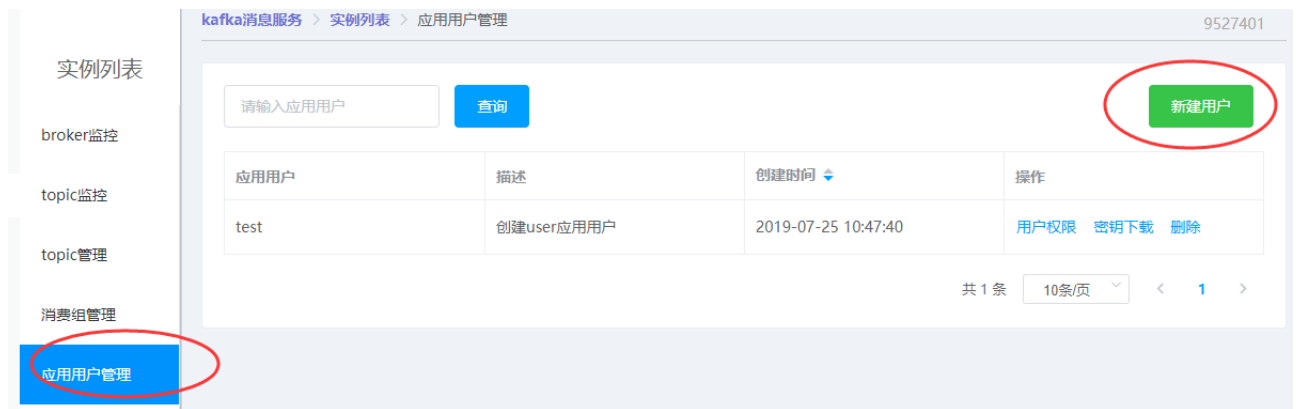 kafka消息服务 > 实例列表 > 应用用户管理
9527401
实例列表
broker监控
topic监控
topic管理
消费组管理
应用用户管理
请输入应用用户 查询 新建用户
应用用户 描述 创建时间 操作
test 创建user应用用户 2019-07-25 10:47:40 用户权限 密钥下载 删除
共 1 条 10条/页 < 1 >